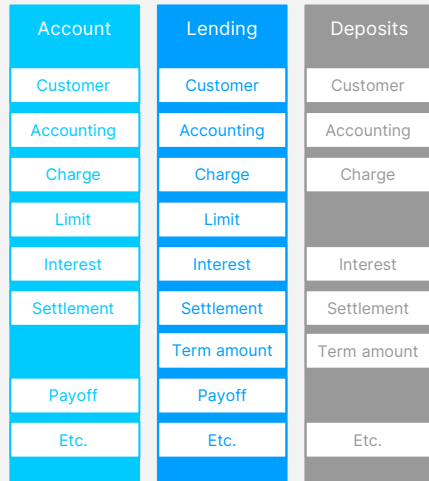 Account
Customer
Accounting
Charge
Limit
Interest
Settlement
Payoff
Etc.
Lending
Customer
Accounting
Charge
Limit
Interest
Settlement
Term amount
Payoff
Etc.
Deposits
Customer
Accounting
Charge
Interest
Settlement
Term amount
Etc.